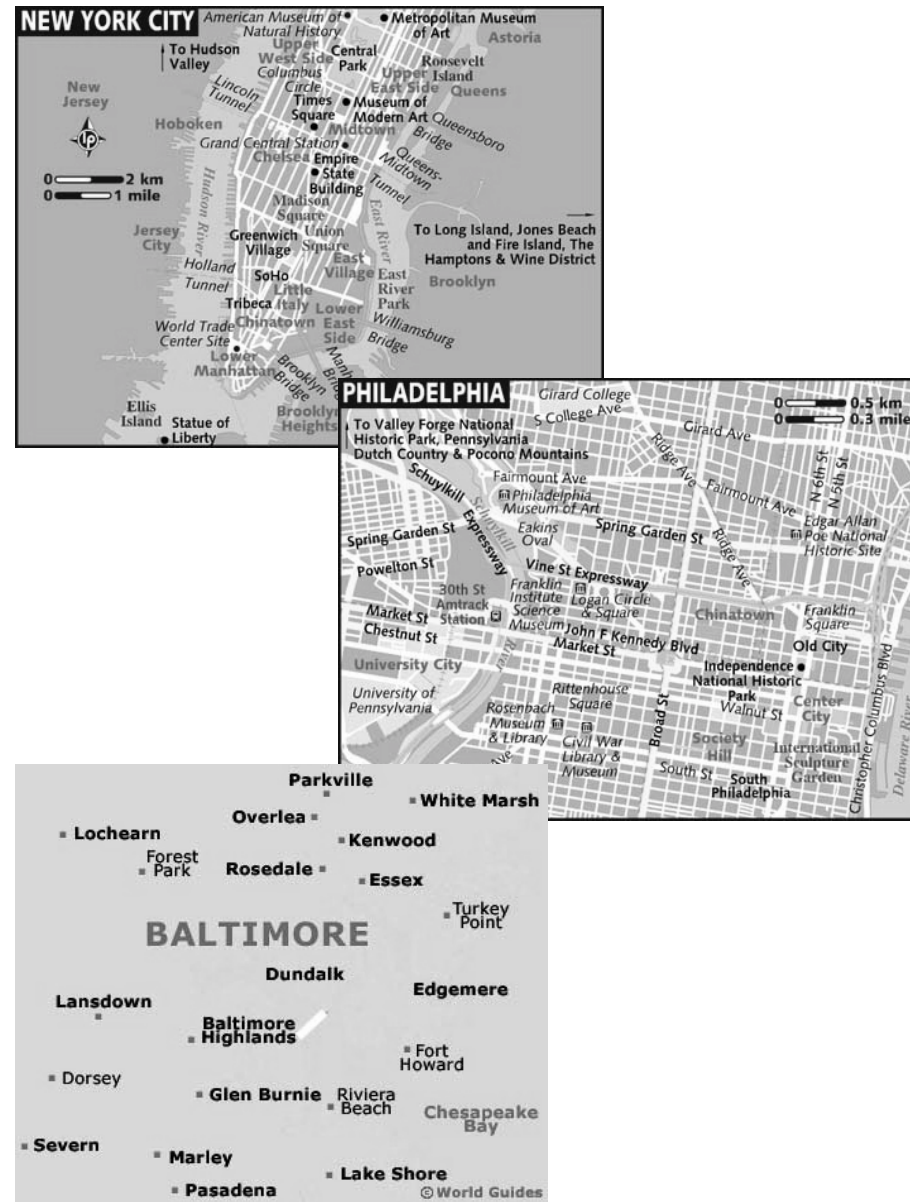 NEW YORK CITY
American Museum of
Natural History
Metropolitan Museum
of Art
Astoria
To Hudson
Valley
Upper
West Side
Central
Park
Roosevelt
Island
Columbus
Circle
Upper
East Side
Queens
New
Jersey
Lincoln
Tunnel
Times
Square
Museum of
Modern Art
Hoboken
Midtown
Queensboro
Bridge
Grand Central Station
Chelsea
Empire
State
Building
Queens-
Midtown
Tunnel
0 2 km
0 1 mile
Hudson River
Madison
Square
To Long Island, Jones Beach
and Fire Island, The
Hamptons & Wine District
Jersey
City
Greenwich
Village
Union
Square
East River
East
Village
Holland
Tunnel
SoHo
East
River
Park
Brooklyn
Little
Italy
Tribeca
Chinatown
Lower
East
Side
Williamsburg
Bridge
World Trade
Center Site
Lower
Manhattan
Brooklyn
Bridge
Ellis
Island
Statue of
Liberty
Brooklyn
Heights
PHILADELPHIA
Girard College
S College Ave
0 0.5 km
0 0.3 mile
To Valley Forge National
Historic Park, Pennsylvania
Dutch Country & Pocono Mountains
Ridge Ave
Girard Ave
N 6th St
N 5th St
Schuylkill
Expressway
Fairmount Ave
Fairmount Ave
Philadelphia
Museum of Art
Schuylkill
River
Spring Garden St
Eakins
Oval
Spring Garden St
Ridge Ave
Edgar Allan
Poe National
Historic Site
Powelton St
Vine St Expressway
30th St
Amtrack
Station
Franklin
Institute
Science
Museum
Logan Circle
& Square
Chinatown
Franklin
Square
Market St
Chestnut St
John F Kennedy Blvd
Market St
Old City
University City
Independence
National Historic
Park
University of
Pennsylvania
Rittenhouse
Square
Walnut St
Center
City
Rosenbach
Museum
& Library
Civil War
Library &
Museum
Broad St
Society
Hill
International
Sculpture
Garden
Christopher Columbus Blvd
Delaware River
Ave
South St
South
Philadelphia
Parkville
White Marsh
Overlea
Lochearn
Kenwood
Forest
Park
Rosedale
Essex
Turkey
Point
BALTIMORE
Dundalk
Edgemere
Lansdown
Baltimore
Highlands
Fort
Howard
Dorsey
Glen Burnie
Riviera
Beach
Chesapeake
Bay
Severn
Marley
Lake Shore
Pasadena
© World Guides